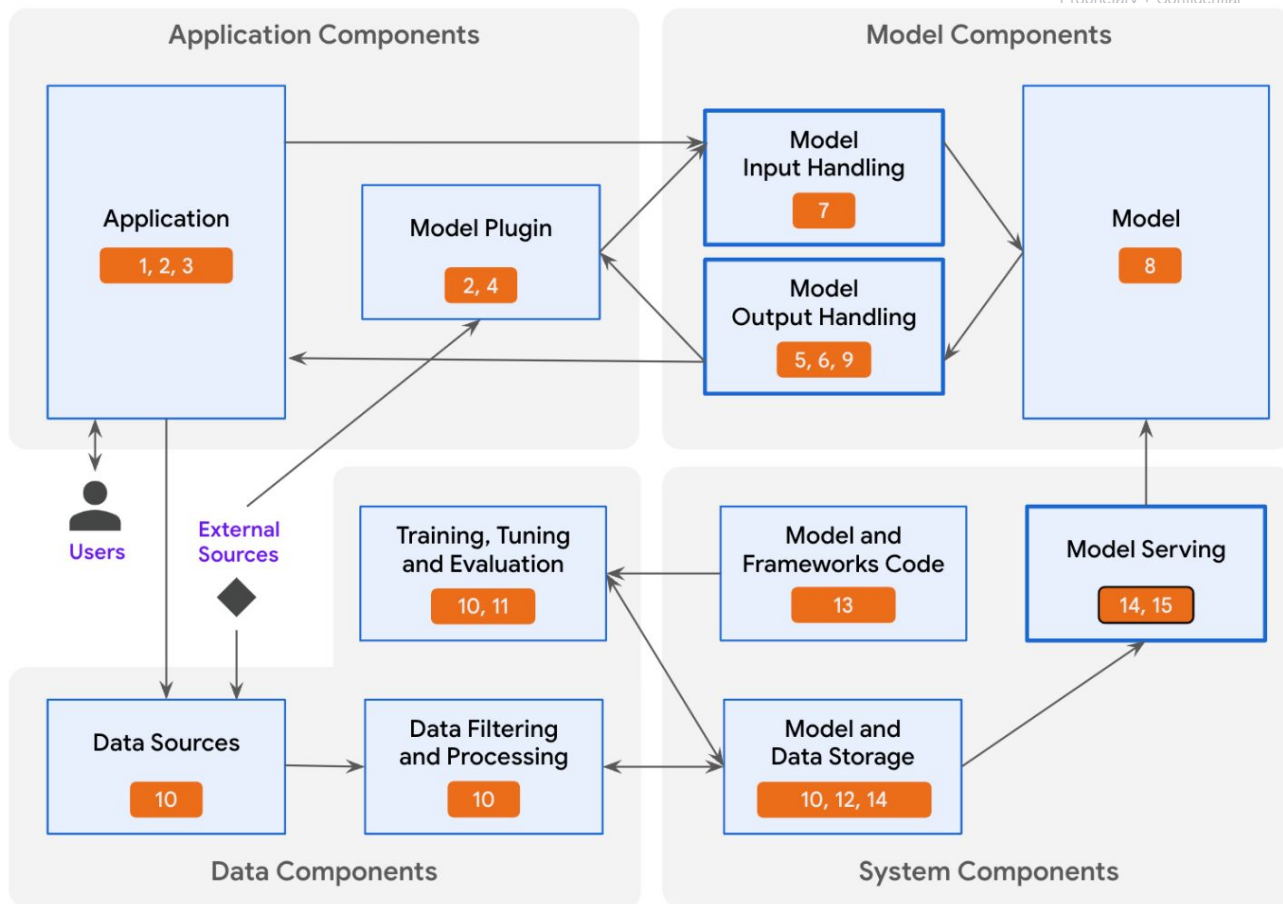 Application Components
Model Components
Application
1, 2, 3
Model Plugin
2, 4
Model
Input Handling
7
Model
Output Handling
5, 6, 9
Model
8
Users
External
Sources
Training, Tuning
and Evaluation
10, 11
Model and
Frameworks Code
13
Model Serving
14, 15
Data Sources
10
Data Filtering
and Processing
10
Model and
Data Storage
10, 12, 14
Data Components
System Components